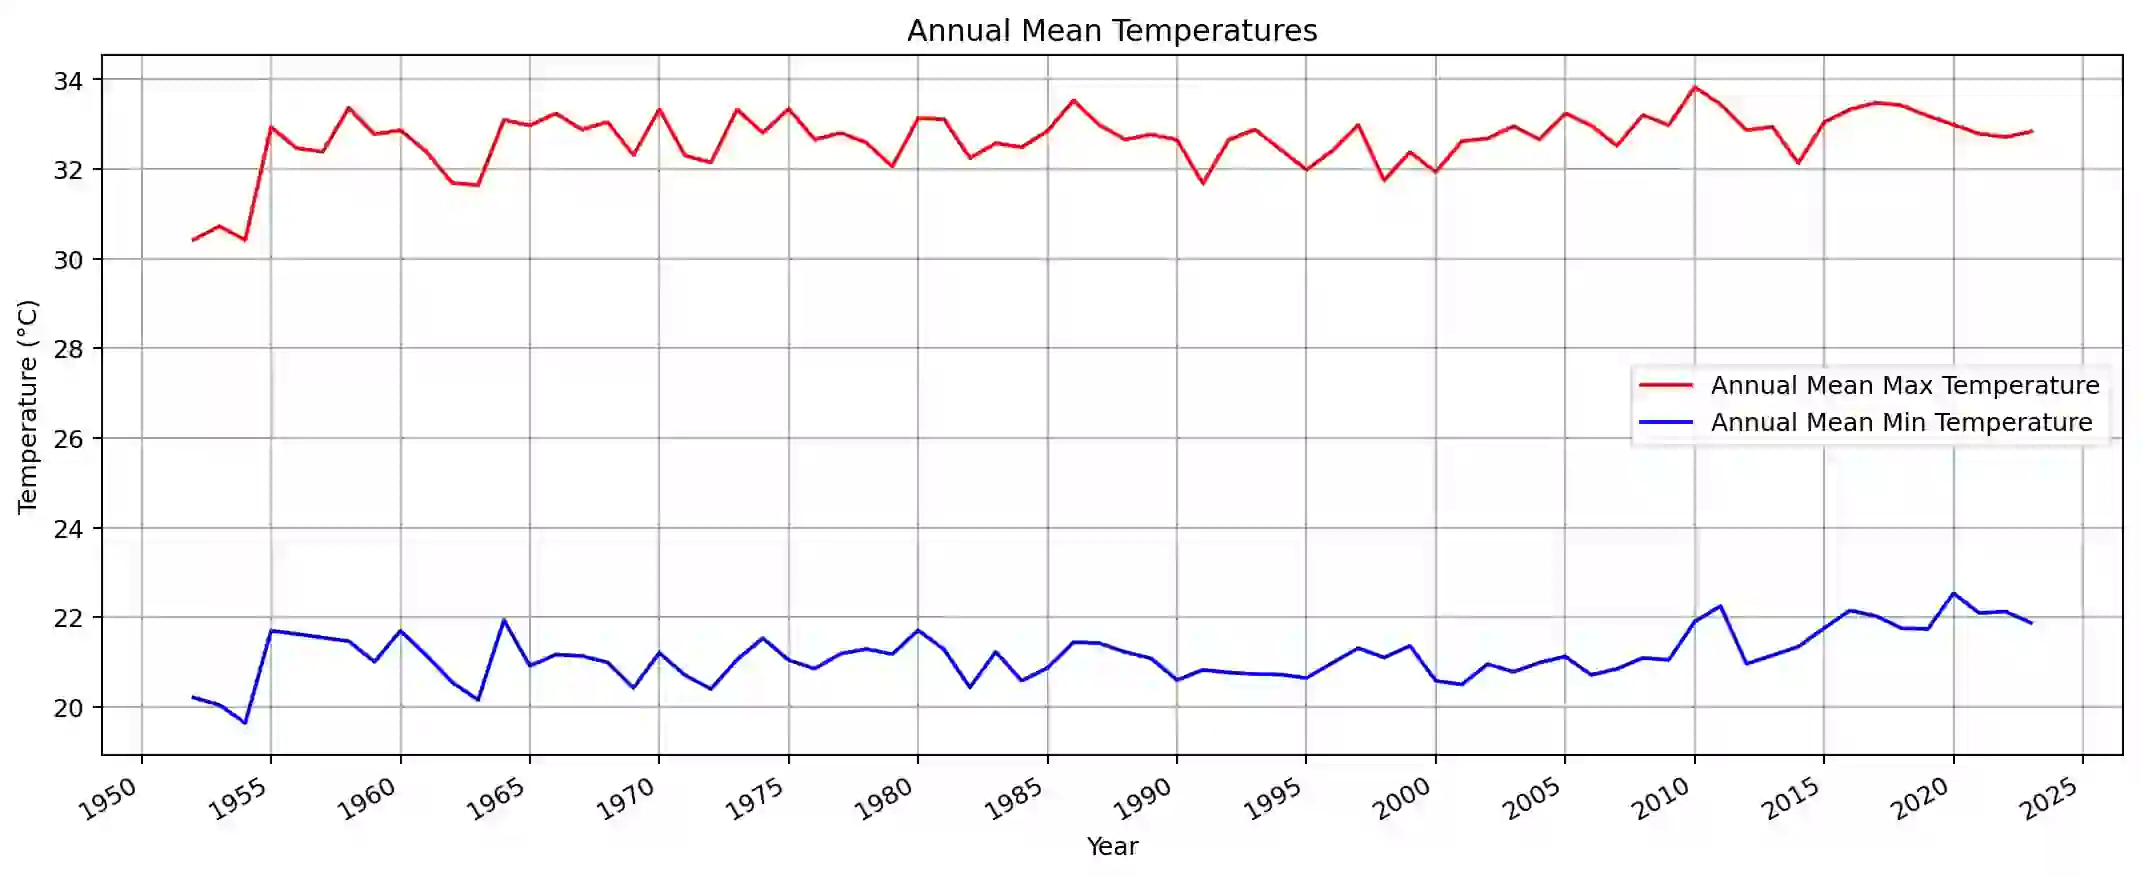 Annual Mean Temperatures
34
32
30
28
26
24
22
20
Temperature (°C)
Annual Mean Max Temperature
Annual Mean Min Temperature
1950 1955 1960 1965 1970 1975 1980 1985 1990 1995 2000 2005 2010 2015 2020 2025
Year